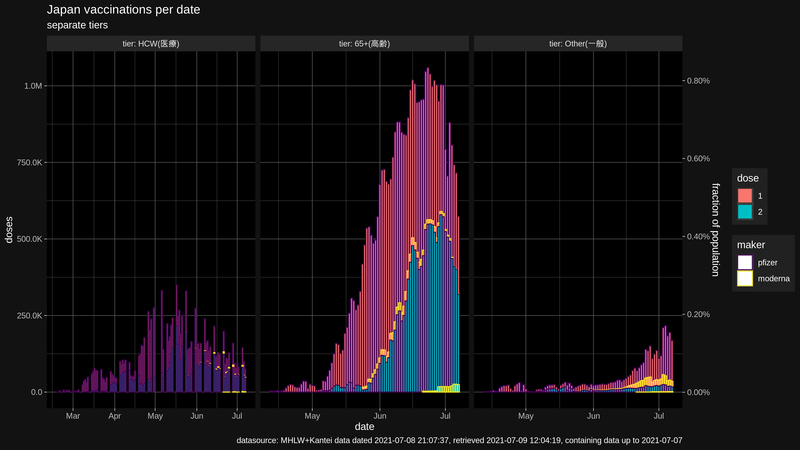 Japan vaccinations per date
separate tiers
tier: HCW(医療)
tier: 65+(高齢)
tier: Other(一般)
doses
1.0M
750.0K
500.0K
250.0K
0.0
0.80%
0.60%
0.40%
0.20%
0.00%
fraction of population
Mar
Apr
May
Jun
Jul
May
Jun
Jul
May
Jun
Jul
date
dose
1
2
maker
pfizer
moderna
datasource: MHLW+Kantei data dated 2021-07-08 21:07:37, retrieved 2021-07-09 12:04:19, containing data up to 2021-07-07